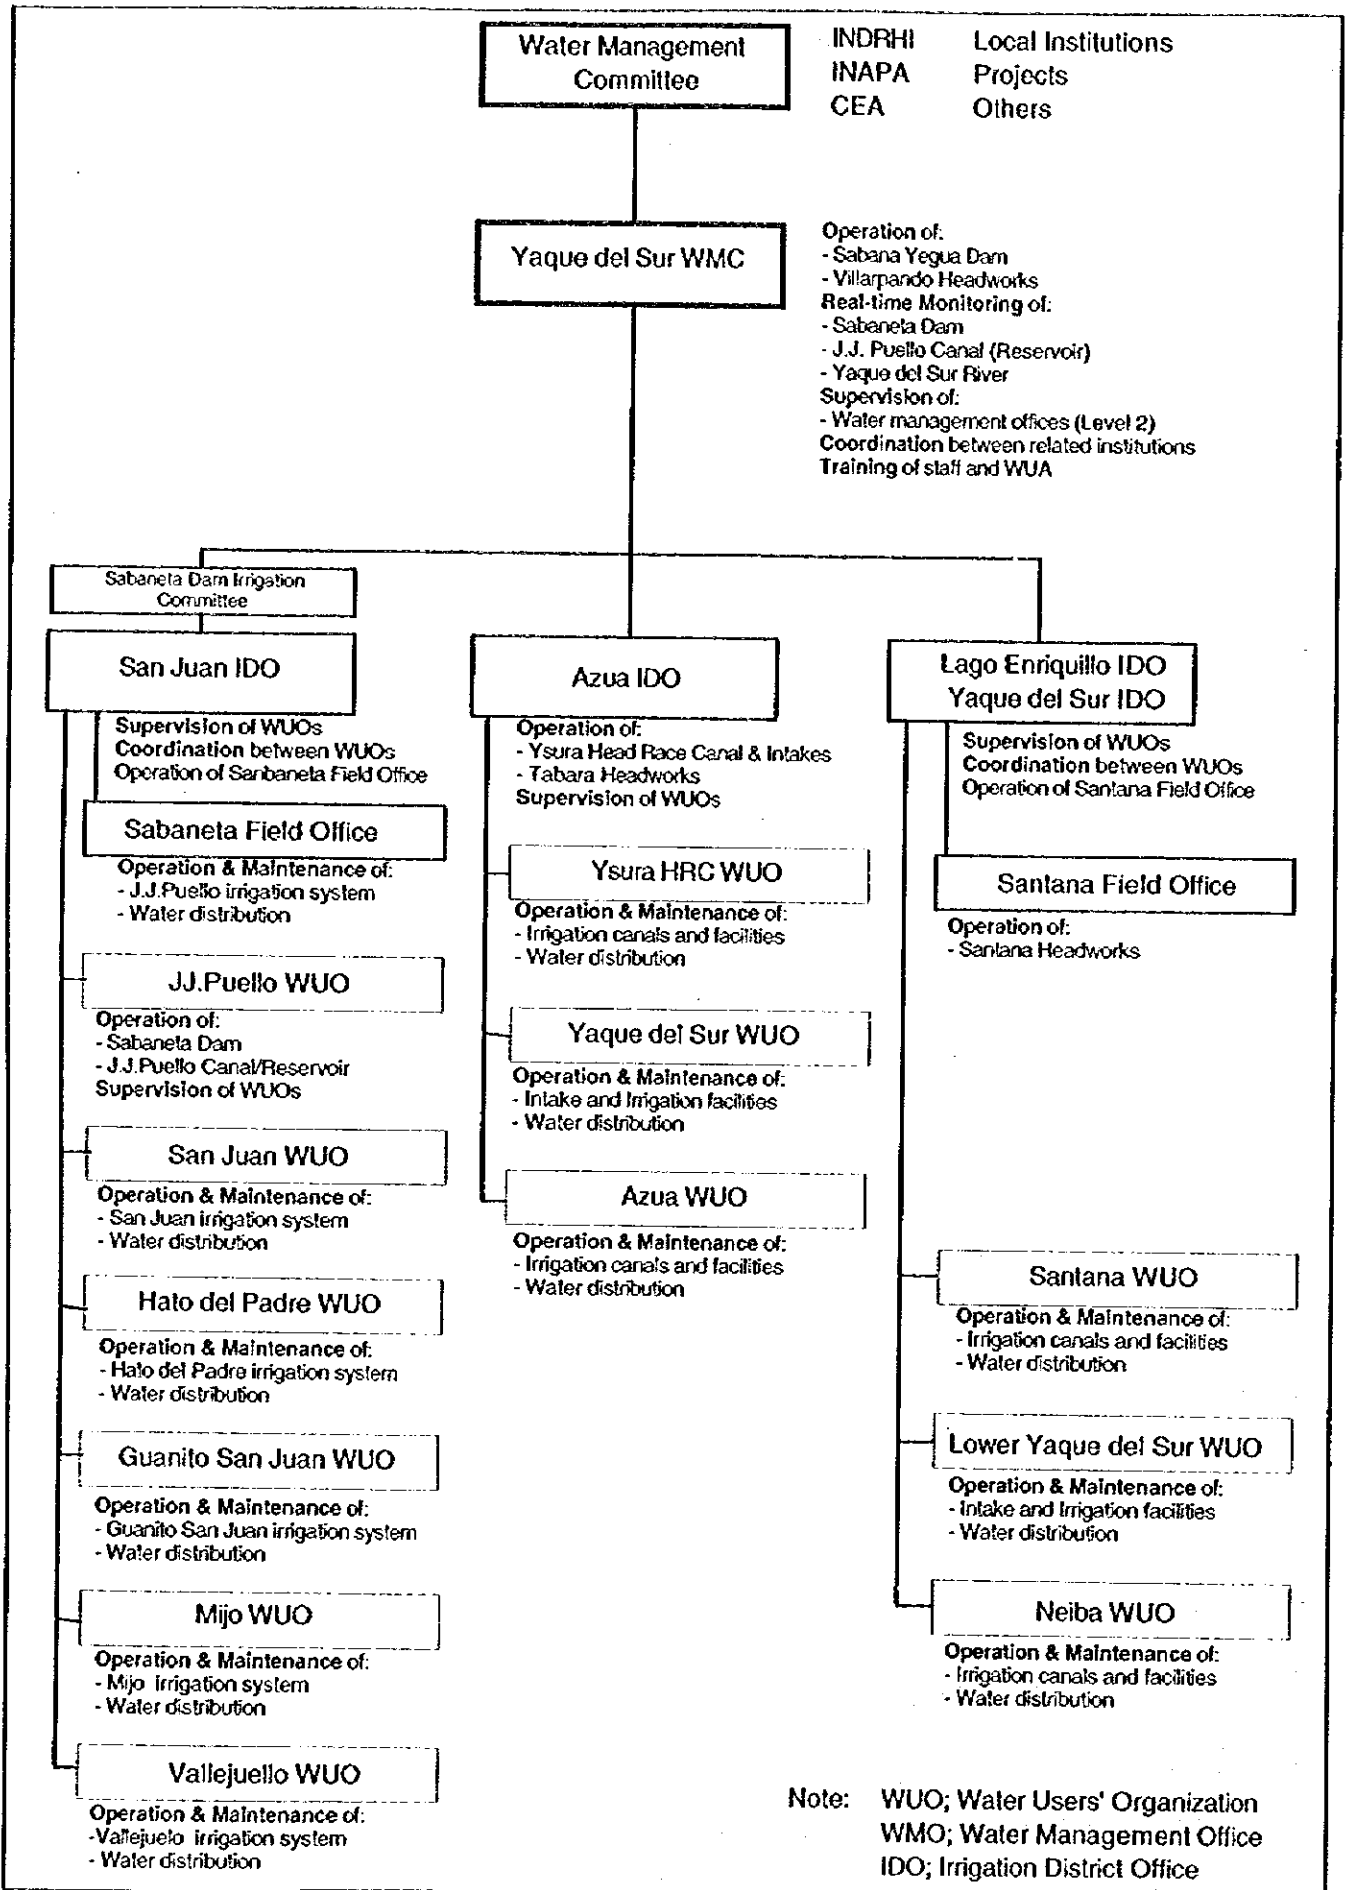 Water Management
Committee
INDRHI Local Institutions
INAPA Projects
CEA Others
Yaque del Sur WMC
Operation of:
- Sabana Yegua Dam
- Villarpando Headworks
Real-time Monitoring of:
- Sabaneta Dam
- J.J. Puello Canal (Reservoir)
- Yaque del Sur River
Supervision of:
- Water management offices (Level 2)
Coordination between related institutions
Training of staff and WUA
Sabaneta Dam Irrigation
Committee
San Juan IDO
Supervision of WUOs
Coordination between WUOs
Operation of Sanbaneta Field Office
Sabaneta Field Office
Operation & Maintenance of:
- J.J.Puello irrigation system
- Water distribution
JJ.Puello WUO
Operation of:
- Sabaneta Dam
- J.J.Puello Canal/Reservoir
Supervision of WUOs
San Juan WUO
Operation & Maintenance of:
- San Juan irrigation system
- Water distribution
Hato del Padre WUO
Operation & Maintenance of:
- Hato del Padre irrigation system
- Water distribution
Guanito San Juan WUO
Operation & Maintenance of:
- Guanito San Juan irrigation system
- Water distribution
Mijo WUO
Operation & Maintenance of:
- Mijo irrigation system
- Water distribution
Vallejuello WUO
Operation & Maintenance of:
-Vallejuelo irrigation system
- Water distribution
Azua IDO
Operation of:
- Ysura Head Race Canal & Intakes
- Tabara Headworks
Supervision of WUOs
Ysura HRC WUO
Operation & Maintenance of:
- Irrigation canals and facilities
- Water distribution
Yaque del Sur WUO
Operation & Maintenance of:
- Intake and Irrigation facilities
- Water distribution
Azua WUO
Operation & Maintenance of:
- Irrigation canals and facilities
- Water distribution
Lago Enriquillo IDO
Yaque del Sur IDO
Supervision of WUOs
Coordination between WUOs
Operation of Santana Field Office
Santana Field Office
Operation of:
- Santana Headworks
Santana WUO
Operation & Maintenance of:
- Irrigation canals and facilities
- Water distribution
Lower Yaque del Sur WUO
Operation & Maintenance of:
- Intake and Irrigation facilities
- Water distribution
Neiba WUO
Operation & Maintenance of:
- Irrigation canals and facilities
- Water distribution
Note: WUO; Water Users' Organization
WMO; Water Management Office
IDO; Irrigation District Office